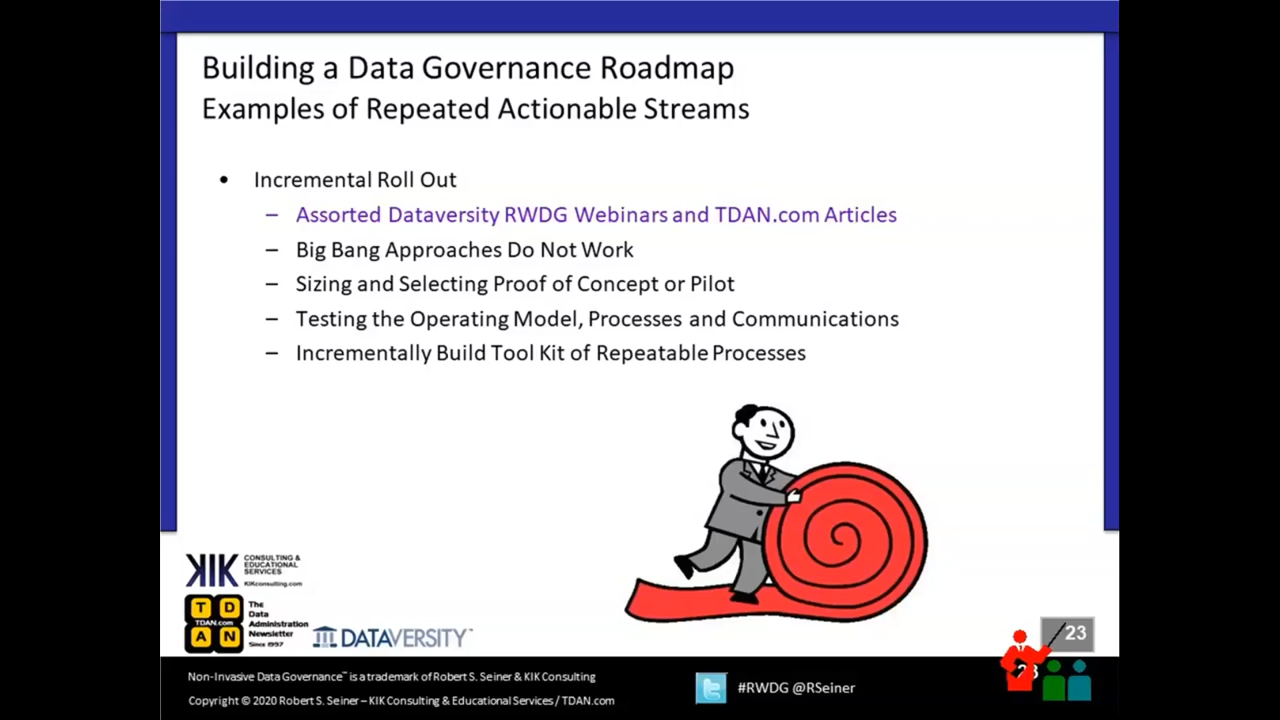 Building a Data Governance Roadmap
Examples of Repeated Actionable Streams
• Incremental Roll Out
– Assorted Dataversity RWDG Webinars and TDAN.com Articles
– Big Bang Approaches Do Not Work
– Sizing and Selecting Proof of Concept or Pilot
– Testing the Operating Model, Processes and Communications
– Incrementally Build Tool Kit of Repeatable Processes
KIK CONSULTING &
EDUCATIONAL
SERVICES
KIKconsulting.com
T D
TDAN.com
A N
The
Data
Administration
Newsletter
Since 1997
DATAVERSITY™
23
23
Non-Invasive Data Governance™ is a trademark of Robert S. Seiner & KIK Consulting
Copyright © 2020 Robert S. Seiner – KIK Consulting & Educational Services / TDAN.com
#RWDG @RSeiner